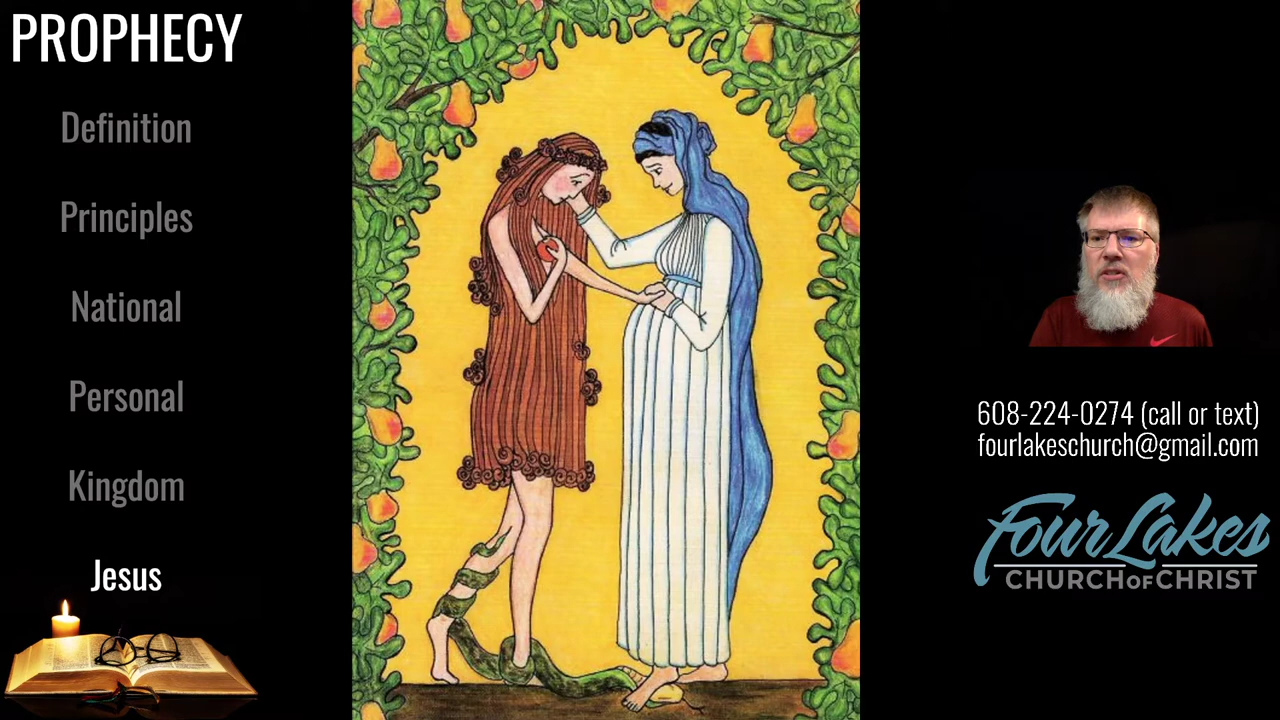 PROPHECY
Definition
Principles
National
Personal
Kingdom
Jesus
608-224-0274 (call or text)
fourlakeschurch@gmail.com
Four Lakes
CHURCH OF CHRIST